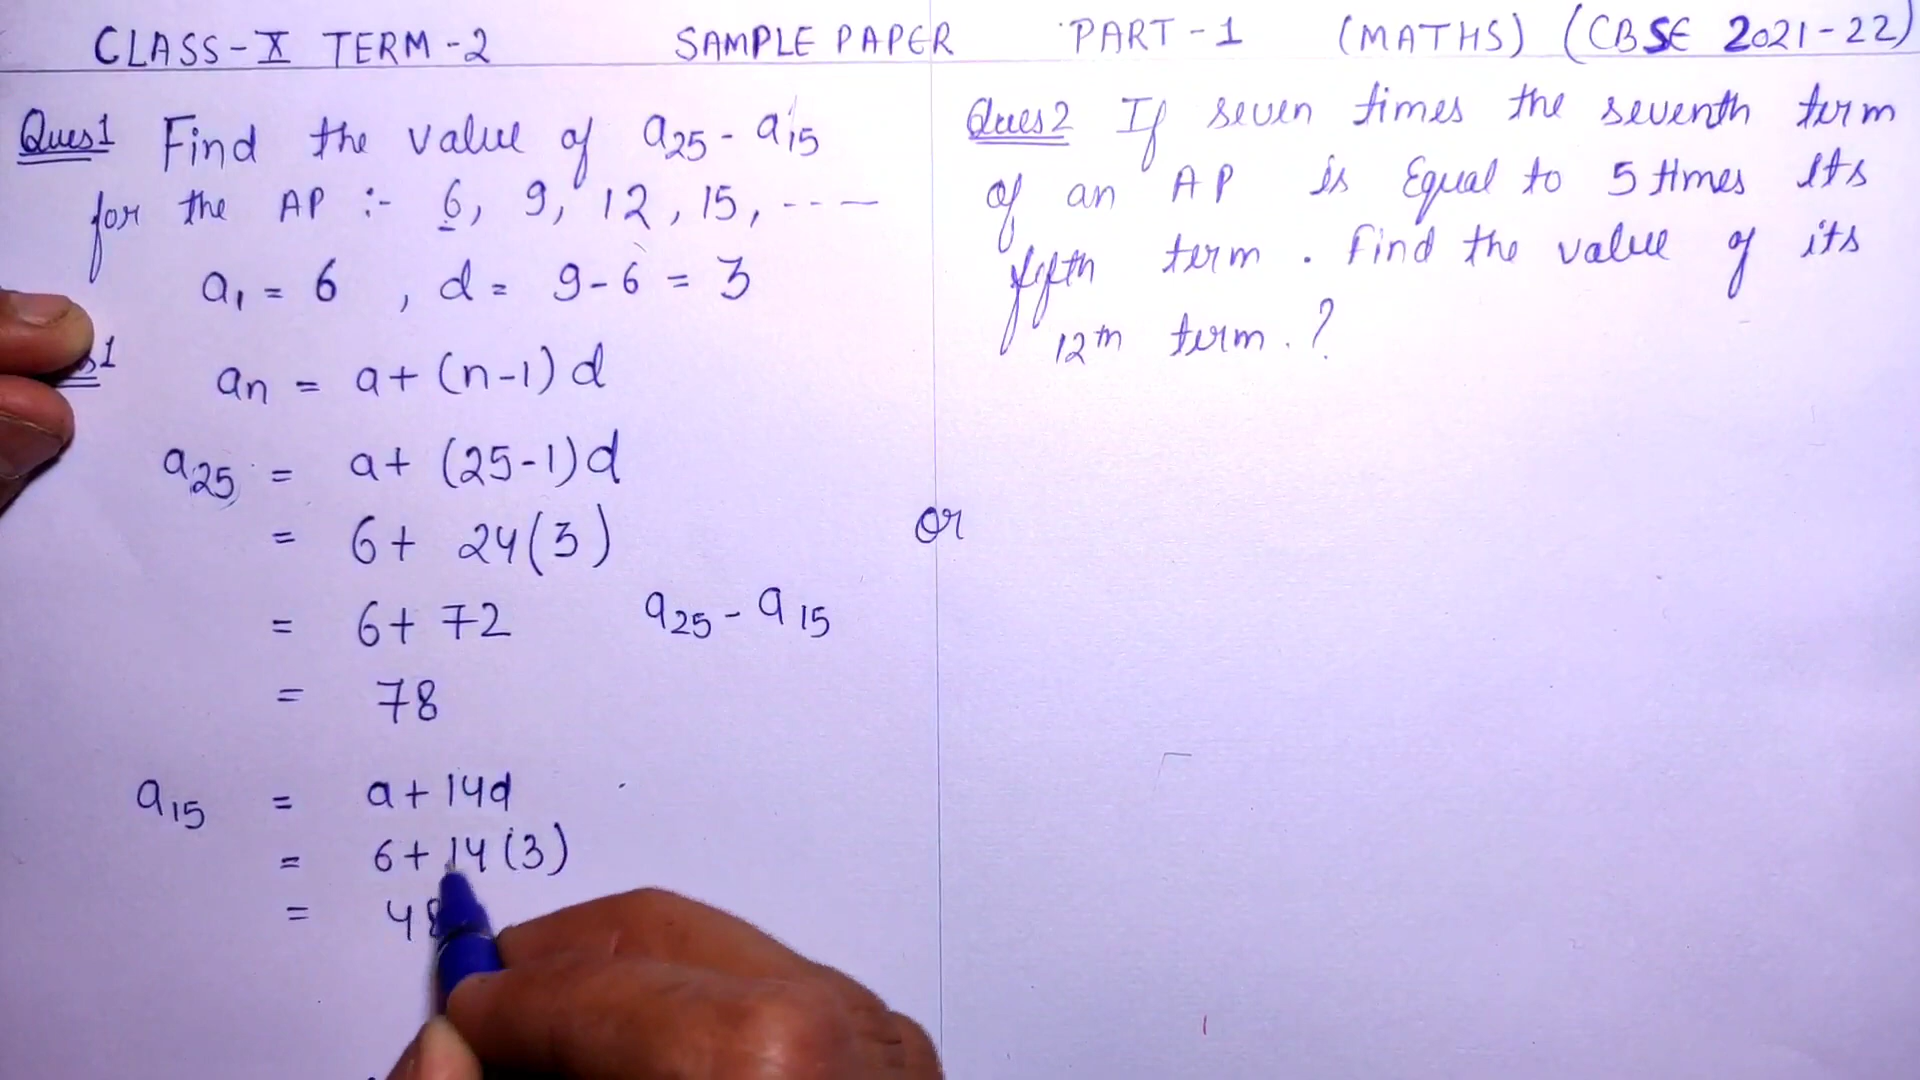 CLASS-X TERM-2 SAMPLE PAPER PART-1 (MATHS) (CBSE 2021-22)
Ques1 Find the value of a25 - a15
for the AP :- 6, 9, 12, 15, ----
a1 = 6 , d = 9-6 = 3
1
an = a+ (n-1) d
a25 = a+ (25-1)d
= 6+ 24(3)
= 6+ 72 a25 - a15
= 78
a15 = a+14d
= 6+14(3)
= 48
or
Ques2 If seven times the seventh term
of an AP is Equal to 5 times its
fifth term. Find the value of its
12th term.?